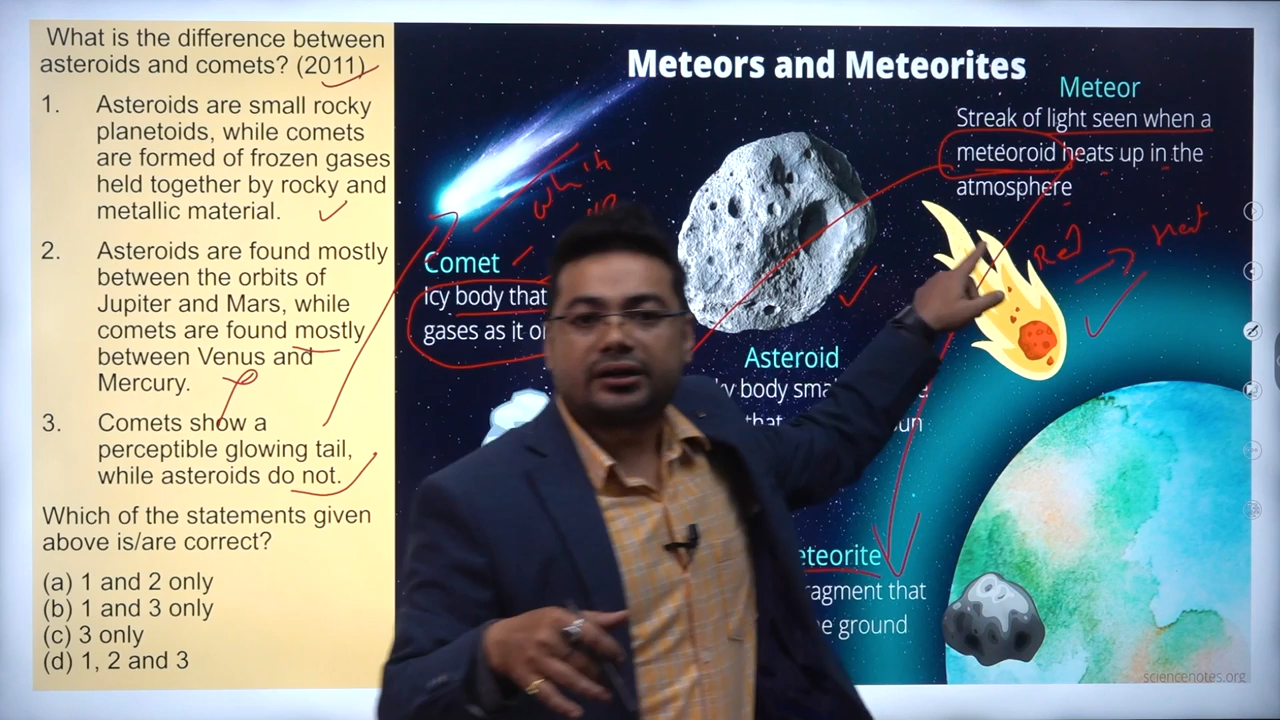 What is the difference between
asteroids and comets? (2011)
1. Asteroids are small rocky
planetoids, while comets
are formed of frozen gases
held together by rocky and
metallic material.
2. Asteroids are found mostly
between the orbits of
Jupiter and Mars, while
comets are found mostly
between Venus and
Mercury.
3. Comets show a
perceptible glowing tail,
while asteroids do not.
Which of the statements given
above is/are correct?
(a) 1 and 2 only
(b) 1 and 3 only
(c) 3 only
(d) 1, 2 and 3
Meteors and Meteorites
Meteor
Streak of light seen when a
meteoroid heats up in the
atmosphere
Red
Heat
Comet
Icy body that
gases as it
Asteroid
body
that
eteorite
ragment that
ground
sciencenotes.org